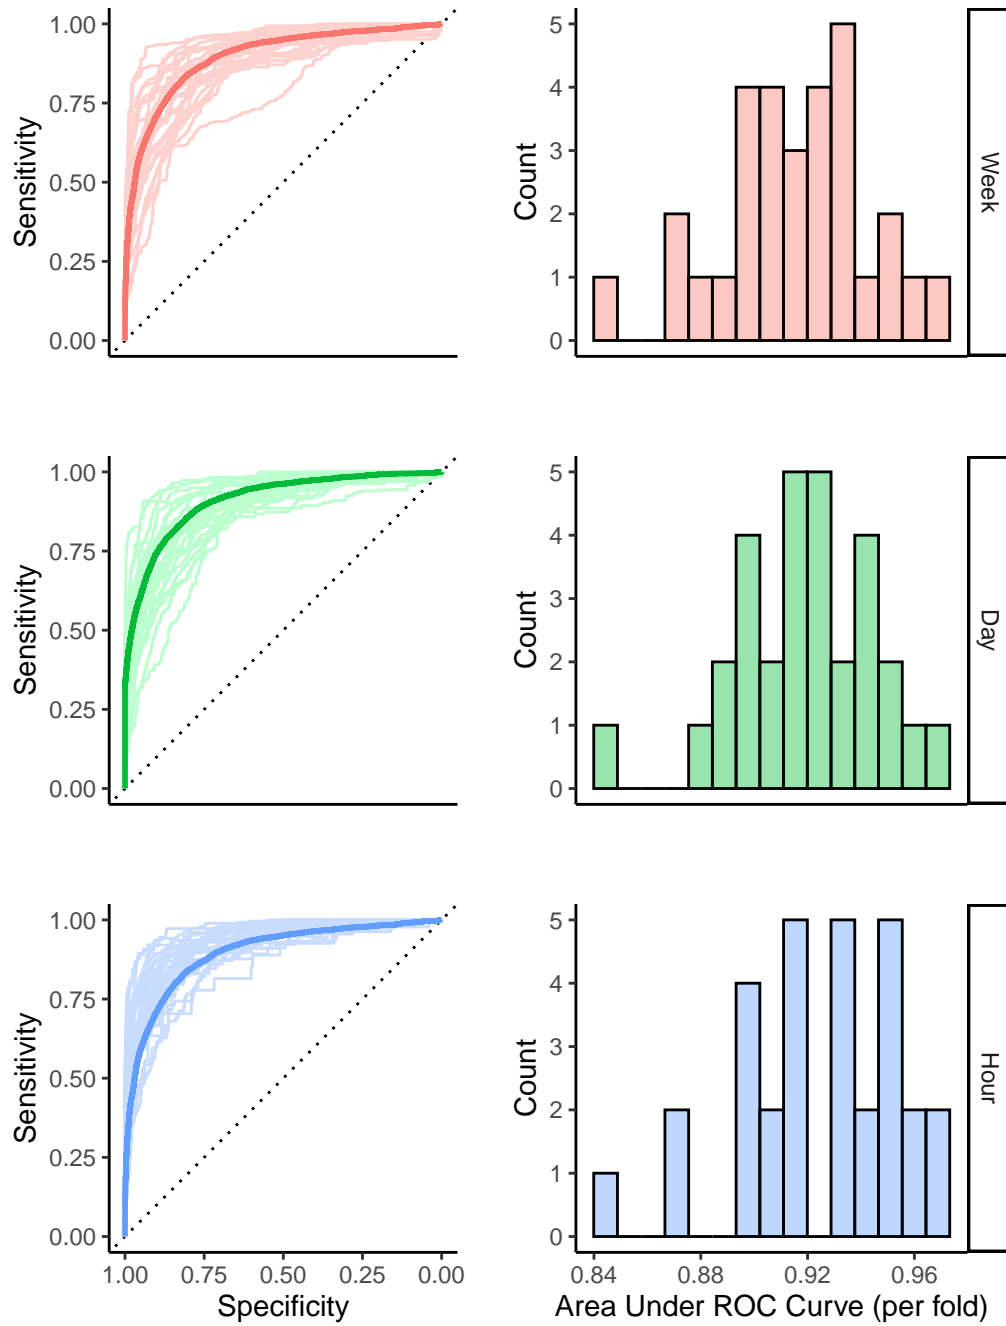 Sensitivity
1.00
0.75
0.50
0.25
0.00
Count
5
4
3
2
1
0
Week
Sensitivity
1.00
0.75
0.50
0.25
0.00
Count
5
4
3
2
1
0
Day
Sensitivity
1.00
0.75
0.50
0.25
0.00
1.00 0.75 0.50 0.25 0.00
Specificity
Count
5
4
3
2
1
0
0.84 0.88 0.92 0.96
Area Under ROC Curve (per fold)
Hour